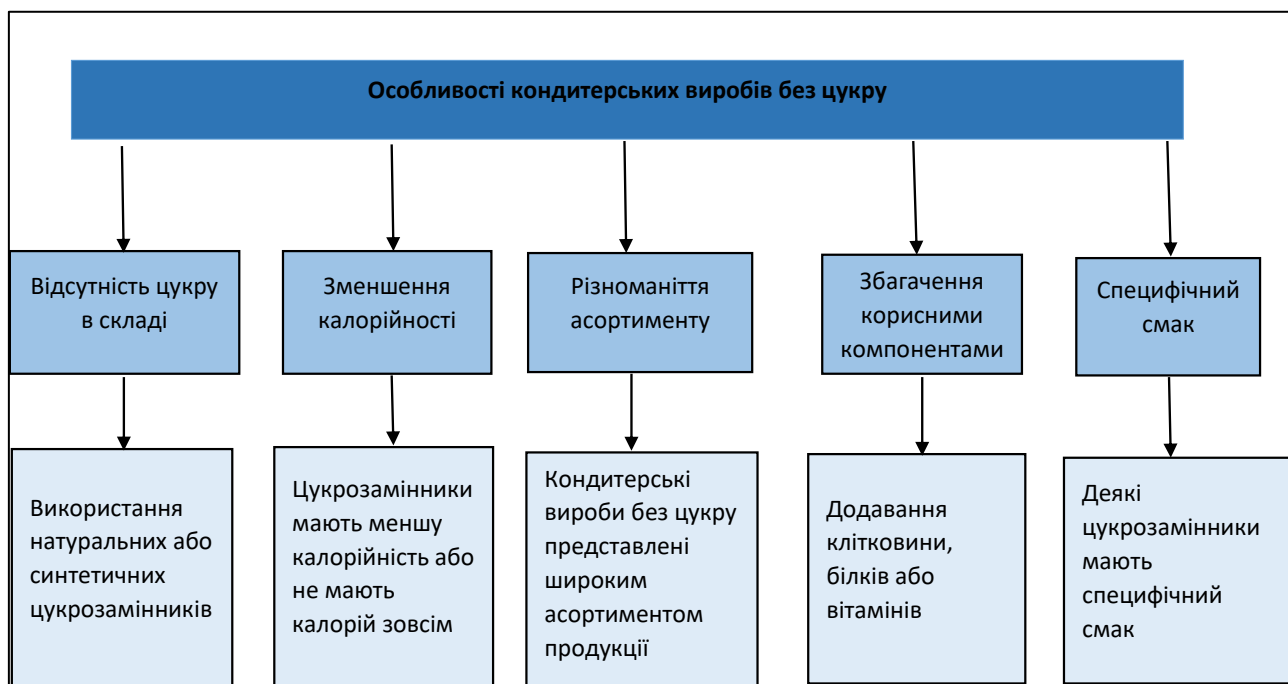 Особливості кондитерських виробів без цукру
Відсутність цукру
в складі
Зменшення
калорійності
Різноманіття
асортименту
Збагачення
корисними
компонентами
Специфічний
смак
Використання
натуральних або
синтетичних
цукрозамінників
Цукрозамінники
мають меншу
калорійність або
не мають
калорій зовсім
Кондитерські
вироби без цукру
представлені
широким
асортиментом
продукції
Додавання
клітковини,
білків або
вітамінів
Деякі
цукрозамінники
мають
специфічний
смак